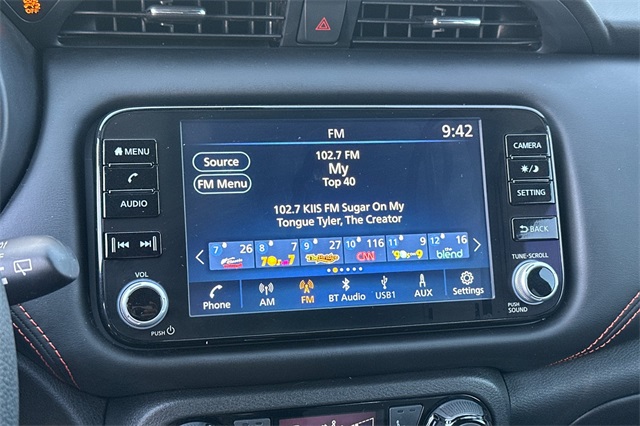 FM
9:42
MENU
AUDIO
VOL
PUSH
Source
FM Menu
102.7 FM
My
Top 40
102.7 KIIS FM Sugar On My
Tongue Tyler, The Creator
7 26
8 7
9 27
10 116
11 9
12 16
CNN
the blend
Phone
AM
FM
BT Audio
USB1
AUX
Settings
CAMERA
SETTING
BACK
TUNE-SCROLL
PUSH
SOUND